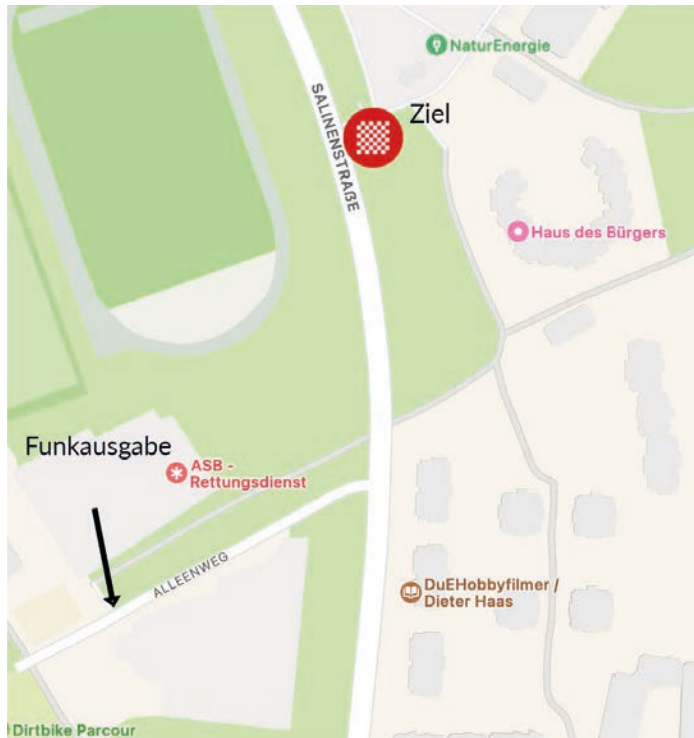 NaturEnergie
Ziel
SALINENSTRAßE
Haus des Bürgers
Funkausgabe
ASB -
Rettungsdienst
ALLEENWEG
DuEHobbyfilmer /
Dieter Haas
Dirtbike Parcour